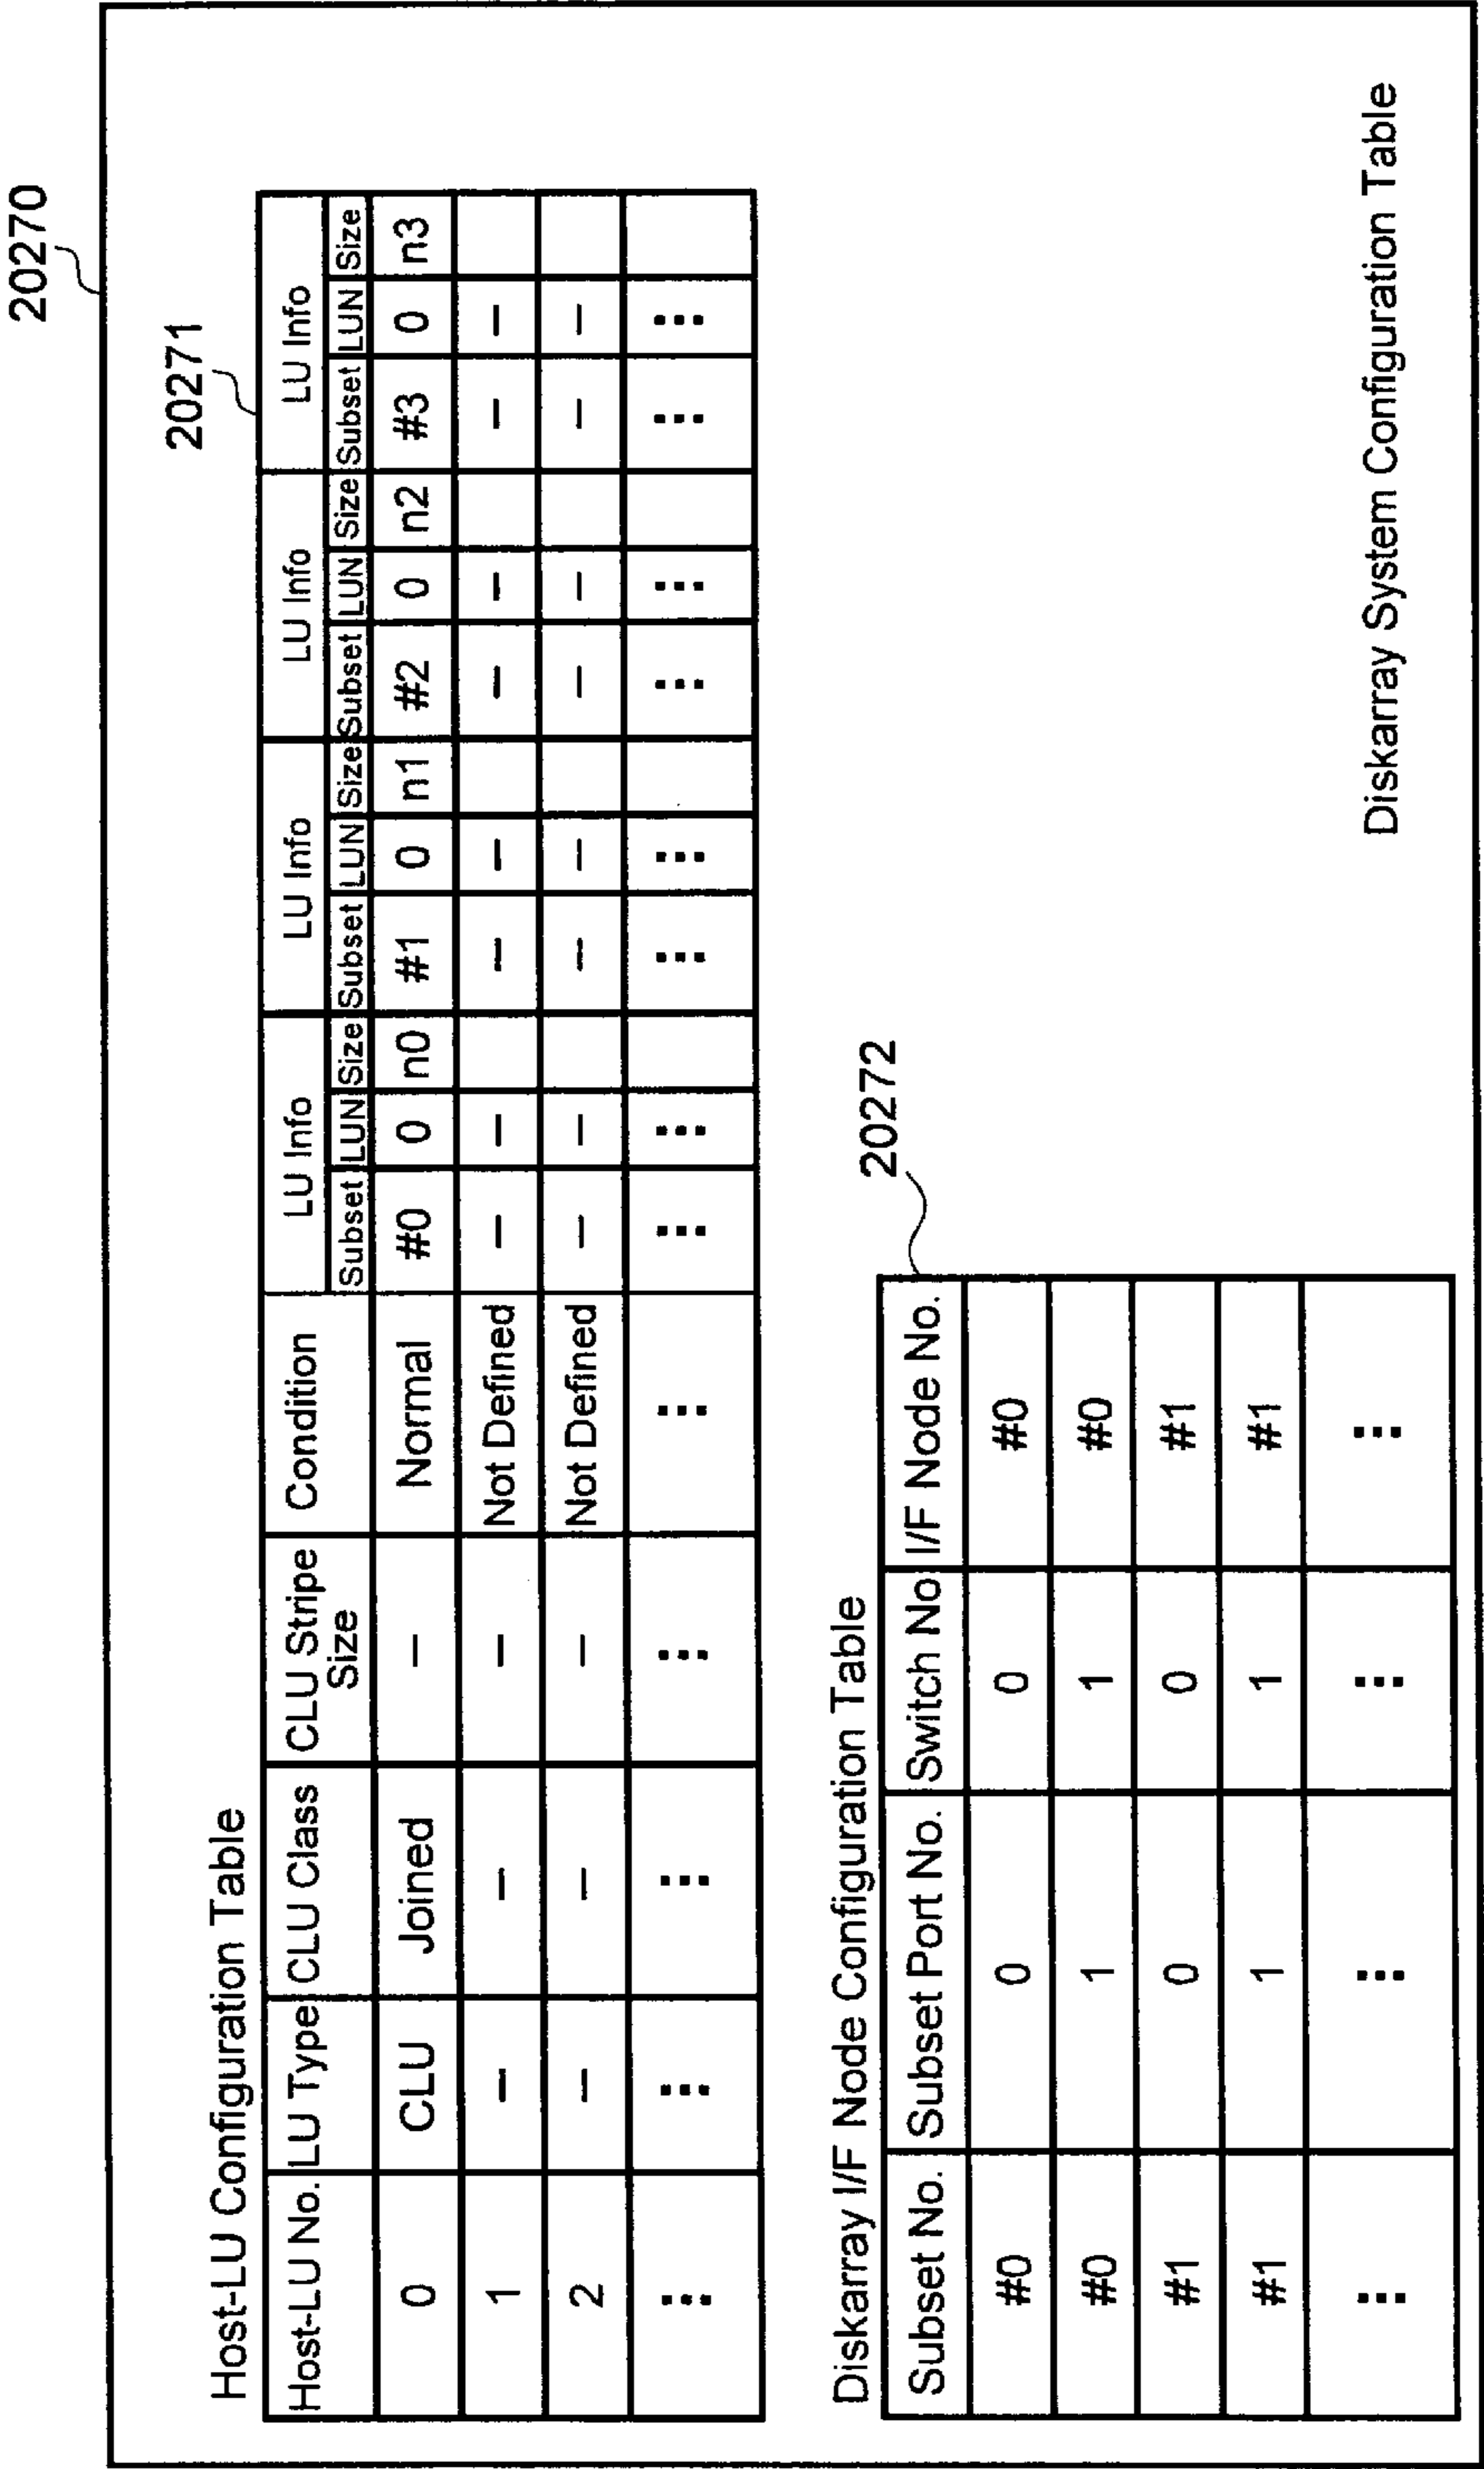 20270
20271
Host-LU Configuration Table
Host-LU No. LU Type CLU Class CLU Stripe Size Condition LU Info LU Info LU Info LU Info
Subset LUN Size Subset LUN Size Subset LUN Size Subset LUN Size
0 CLU Joined – Normal #0 0 n0 #1 0 n1 #2 0 n2 #3 0 n3
1 – – – Not Defined – – – – – – – –
2 – – – Not Defined – – – – – – – –
... ... ... ... ... ... ... ... ... ... ... ... ...
20272
Diskarray I/F Node Configuration Table
Subset No. Subset Port No. Switch No I/F Node No.
#0 0 0 #0
#0 1 1 #0
#1 0 0 #1
#1 1 1 #1
... ... ... ...
Diskarray System Configuration Table